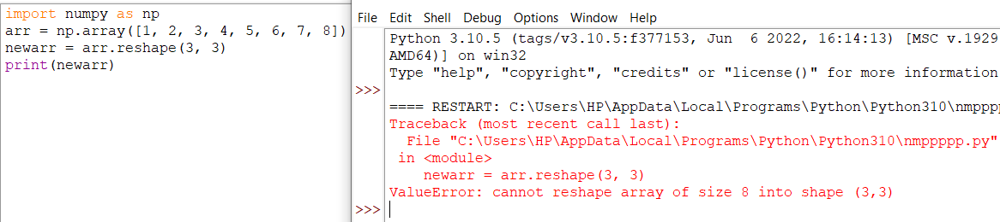 import numpy as np
arr = np.array([1, 2, 3, 4, 5, 6, 7, 8])
newarr = arr.reshape(3, 3)
print(newarr)
File Edit Shell Debug Options Window Help
Python 3.10.5 (tags/v3.10.5:f377153, Jun  6 2022, 16:14:13) [MSC v.1929
AMD64)] on win32
Type "help", "copyright", "credits" or "license()" for more information
>>>
==== RESTART: C:\Users\HP\AppData\Local\Programs\Python\Python310\nmpppp
Traceback (most recent call last):
  File "C:\Users\HP\AppData\Local\Programs\Python\Python310\nmppppp.py"
 in <module>
    newarr = arr.reshape(3, 3)
ValueError: cannot reshape array of size 8 into shape (3,3)
>>>